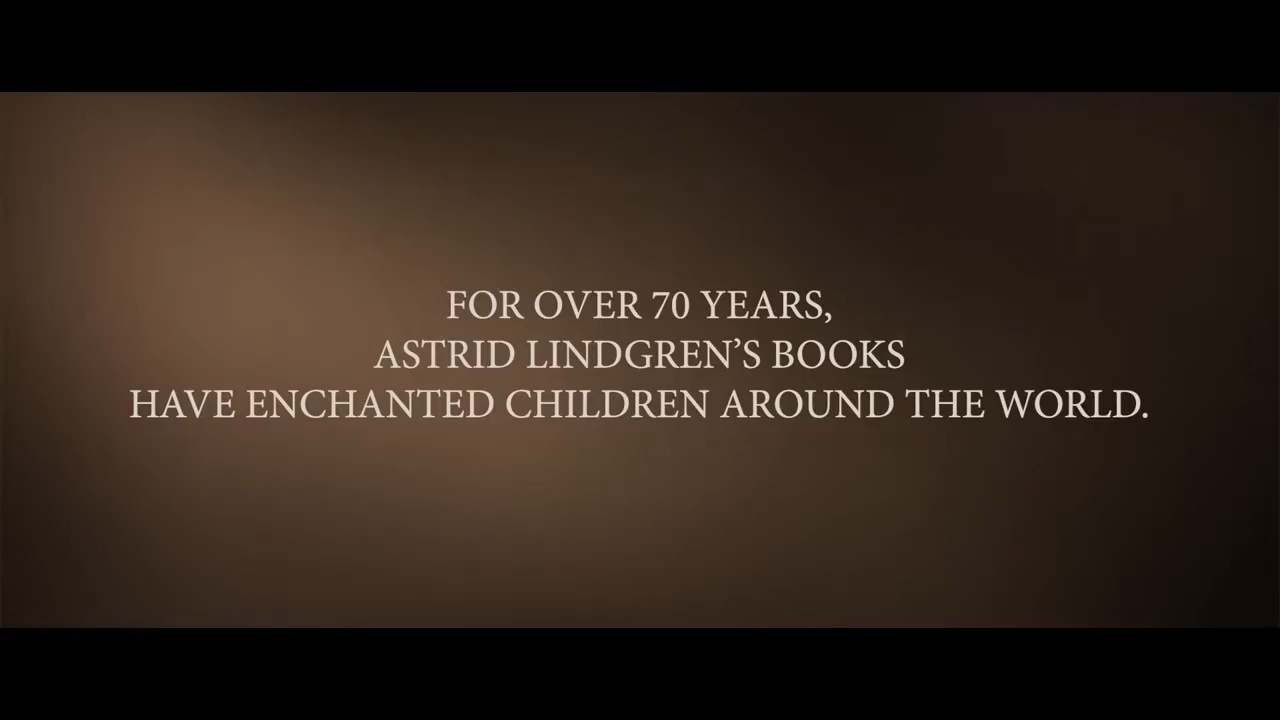 FOR OVER 70 YEARS,
ASTRID LINDGREN’S BOOKS
HAVE ENCHANTED CHILDREN AROUND THE WORLD.